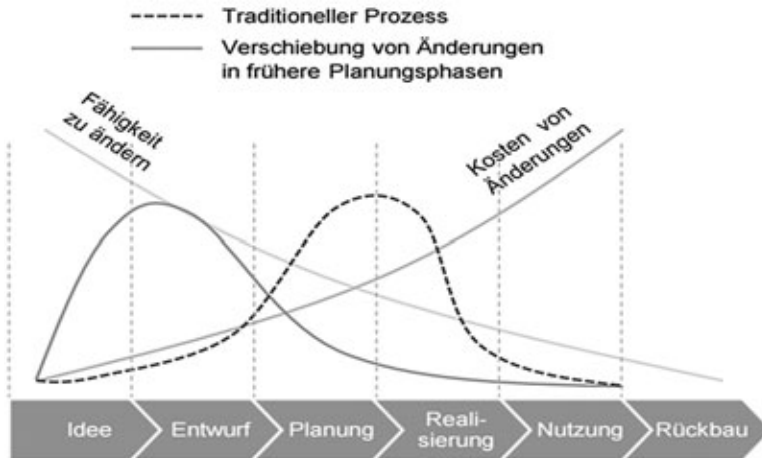 Traditioneller Prozess
Verschiebung von Änderungen
in frühere Planungsphasen
Fähigkeit
zu ändern
Kosten von
Änderungen
Idee
Entwurf
Planung
Reali-
sierung
Nutzung
Rückbau